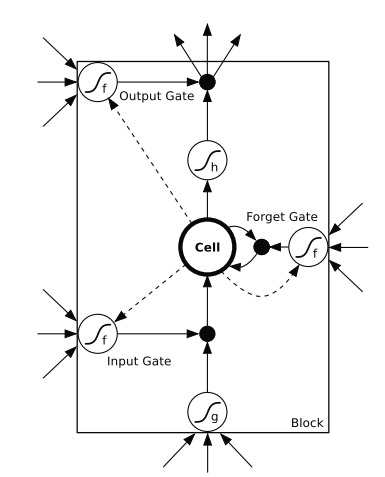 f
Output Gate
h
Forget Gate
Cell
f
f
Input Gate
g
Block